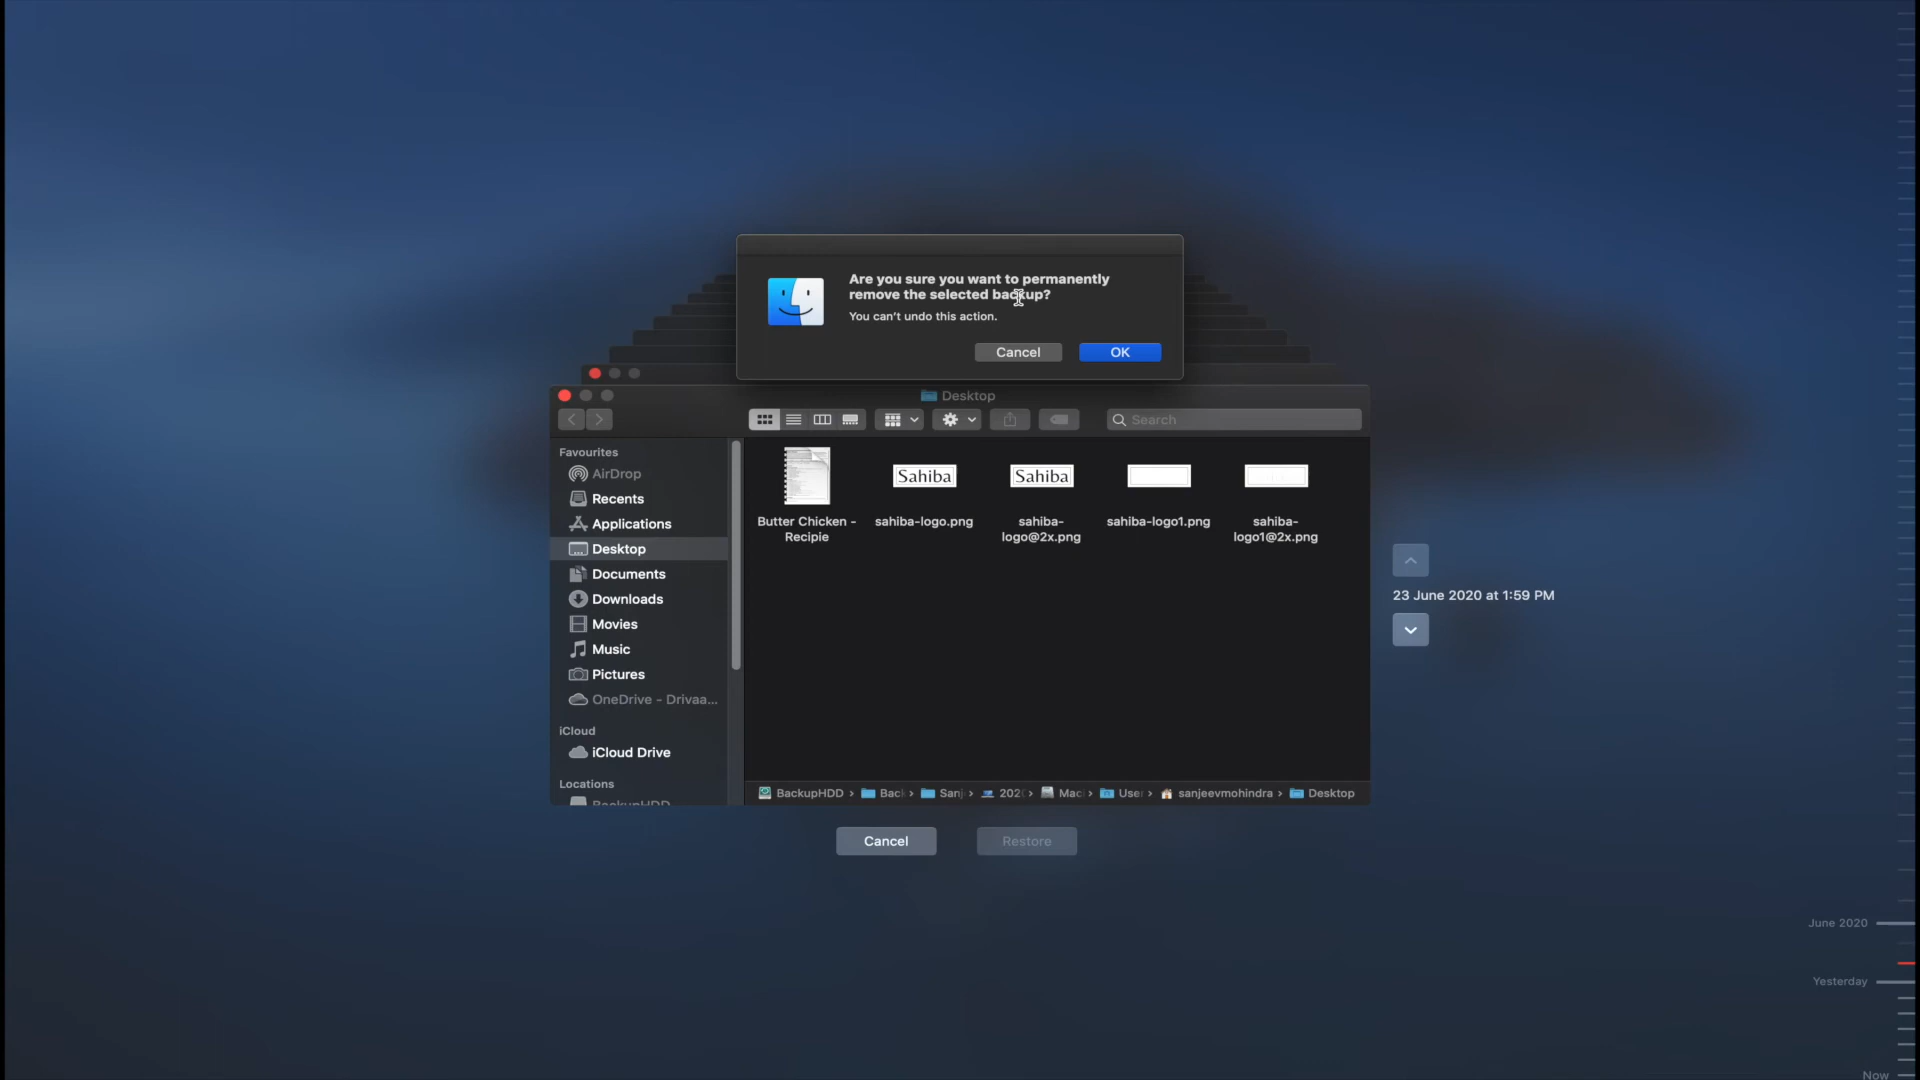 Are you sure you want to permanently
remove the selected backup?
You can't undo this action.
Cancel
OK
Desktop
Search
Favourites
AirDrop
Recents
Applications
Desktop
Documents
Downloads
Movies
Music
Pictures
OneDrive - Drivaa...
iCloud
iCloud Drive
Locations
BackupHDD
Sahiba
Sahiba
Butter Chicken -
Recipie
sahiba-logo.png
sahiba-
logo@2x.png
sahiba-logo1.png
sahiba-
logo1@2x.png
BackupHDD › Back › Sanj › 202 › Mac › Use › sanjeevmohindra › Desktop
23 June 2020 at 1:59 PM
Cancel
Restore
June 2020
Yesterday
Now